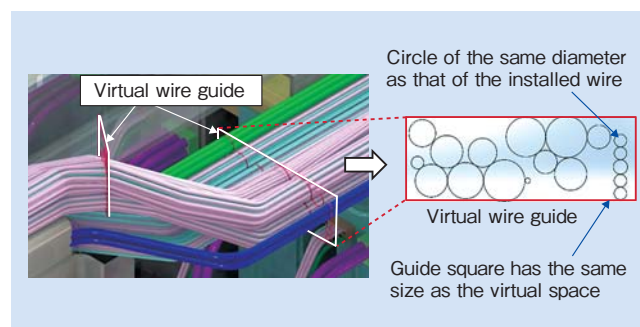 Virtual wire guide
Circle of the same diameter
as that of the installed wire
Virtual wire guide
Guide square has the same
size as the virtual space